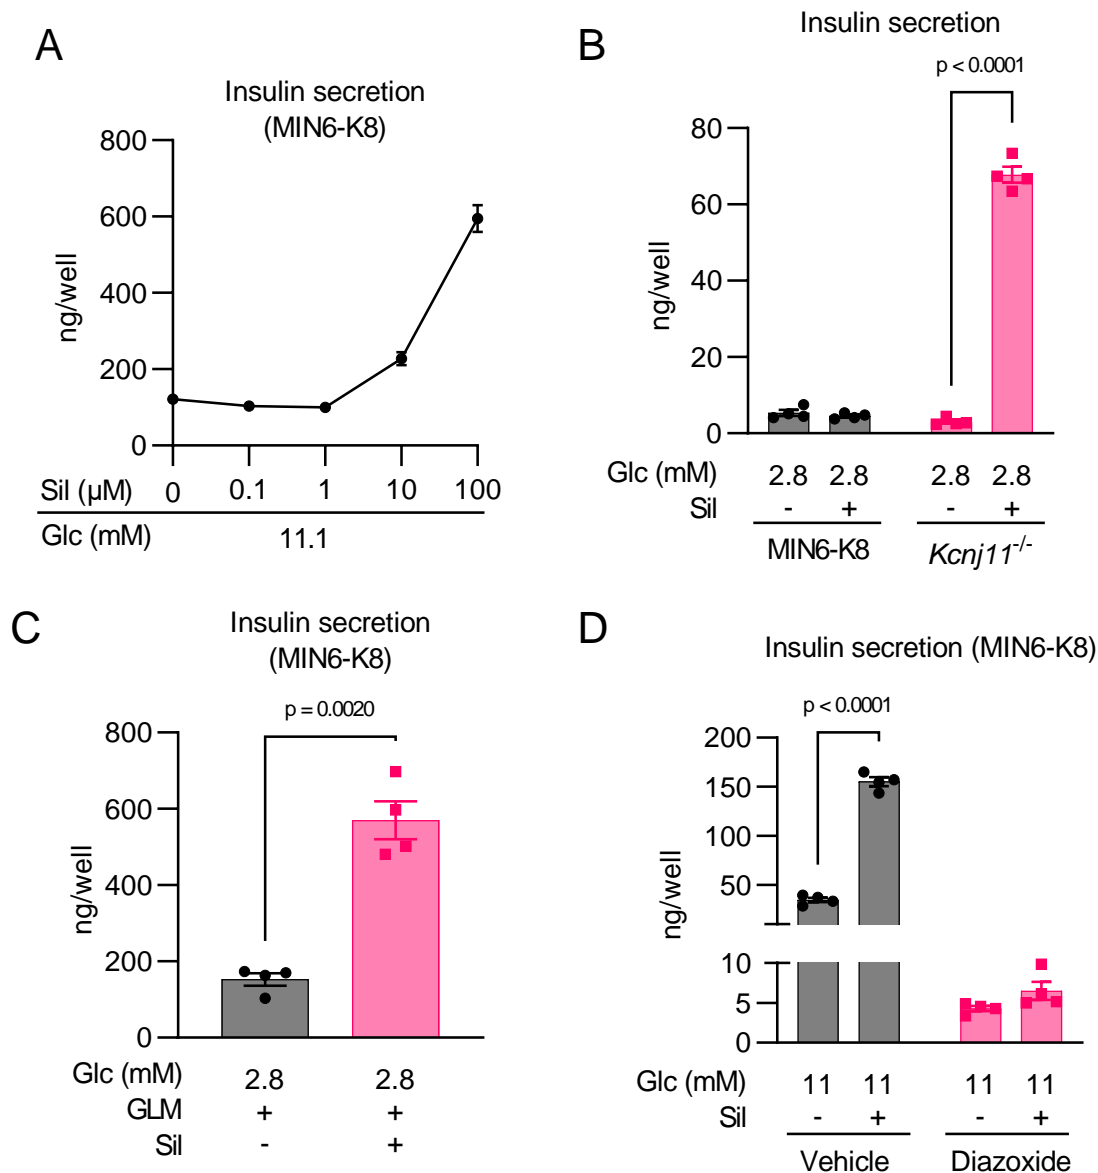 A
Insulin secretion
(MIN6-K8)
ng/well
800
600
400
200
0
Sil (µM) 0 0.1 1 10 100
Glc (mM) 11.1
B
Insulin secretion
p < 0.0001
ng/well
80
60
40
20
0
Glc (mM) 2.8 2.8 2.8 2.8
Sil - + - +
MIN6-K8 Kcnj11-/-
C
Insulin secretion
(MIN6-K8)
p = 0.0020
ng/well
800
600
400
200
0
Glc (mM) 2.8 2.8
GLM + +
Sil - +
D
Insulin secretion (MIN6-K8)
p < 0.0001
ng/well
200
150
100
50
10
5
0
Glc (mM) 11 11 11 11
Sil - + - +
Vehicle Diazoxide